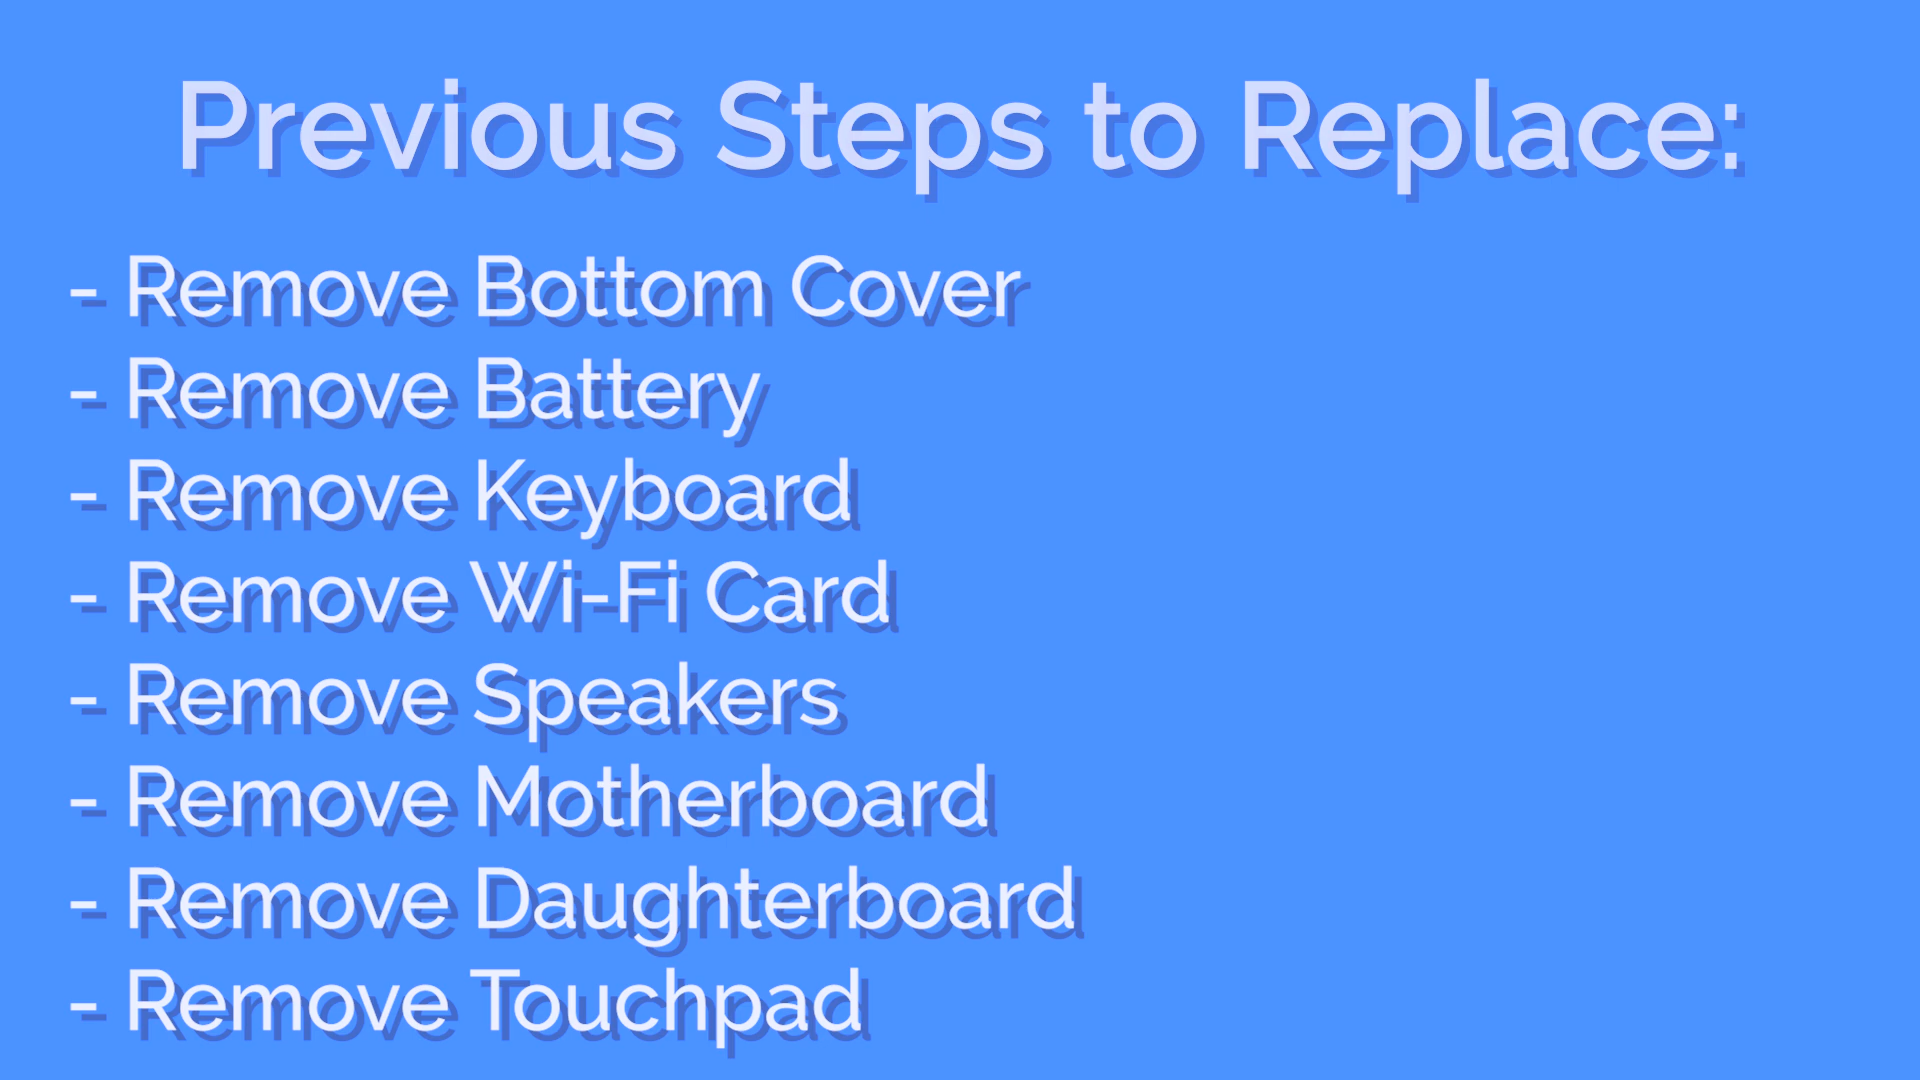 Previous Steps to Replace:
- Remove Bottom Cover
- Remove Battery
- Remove Keyboard
- Remove Wi-Fi Card
- Remove Speakers
- Remove Motherboard
- Remove Daughterboard
- Remove Touchpad